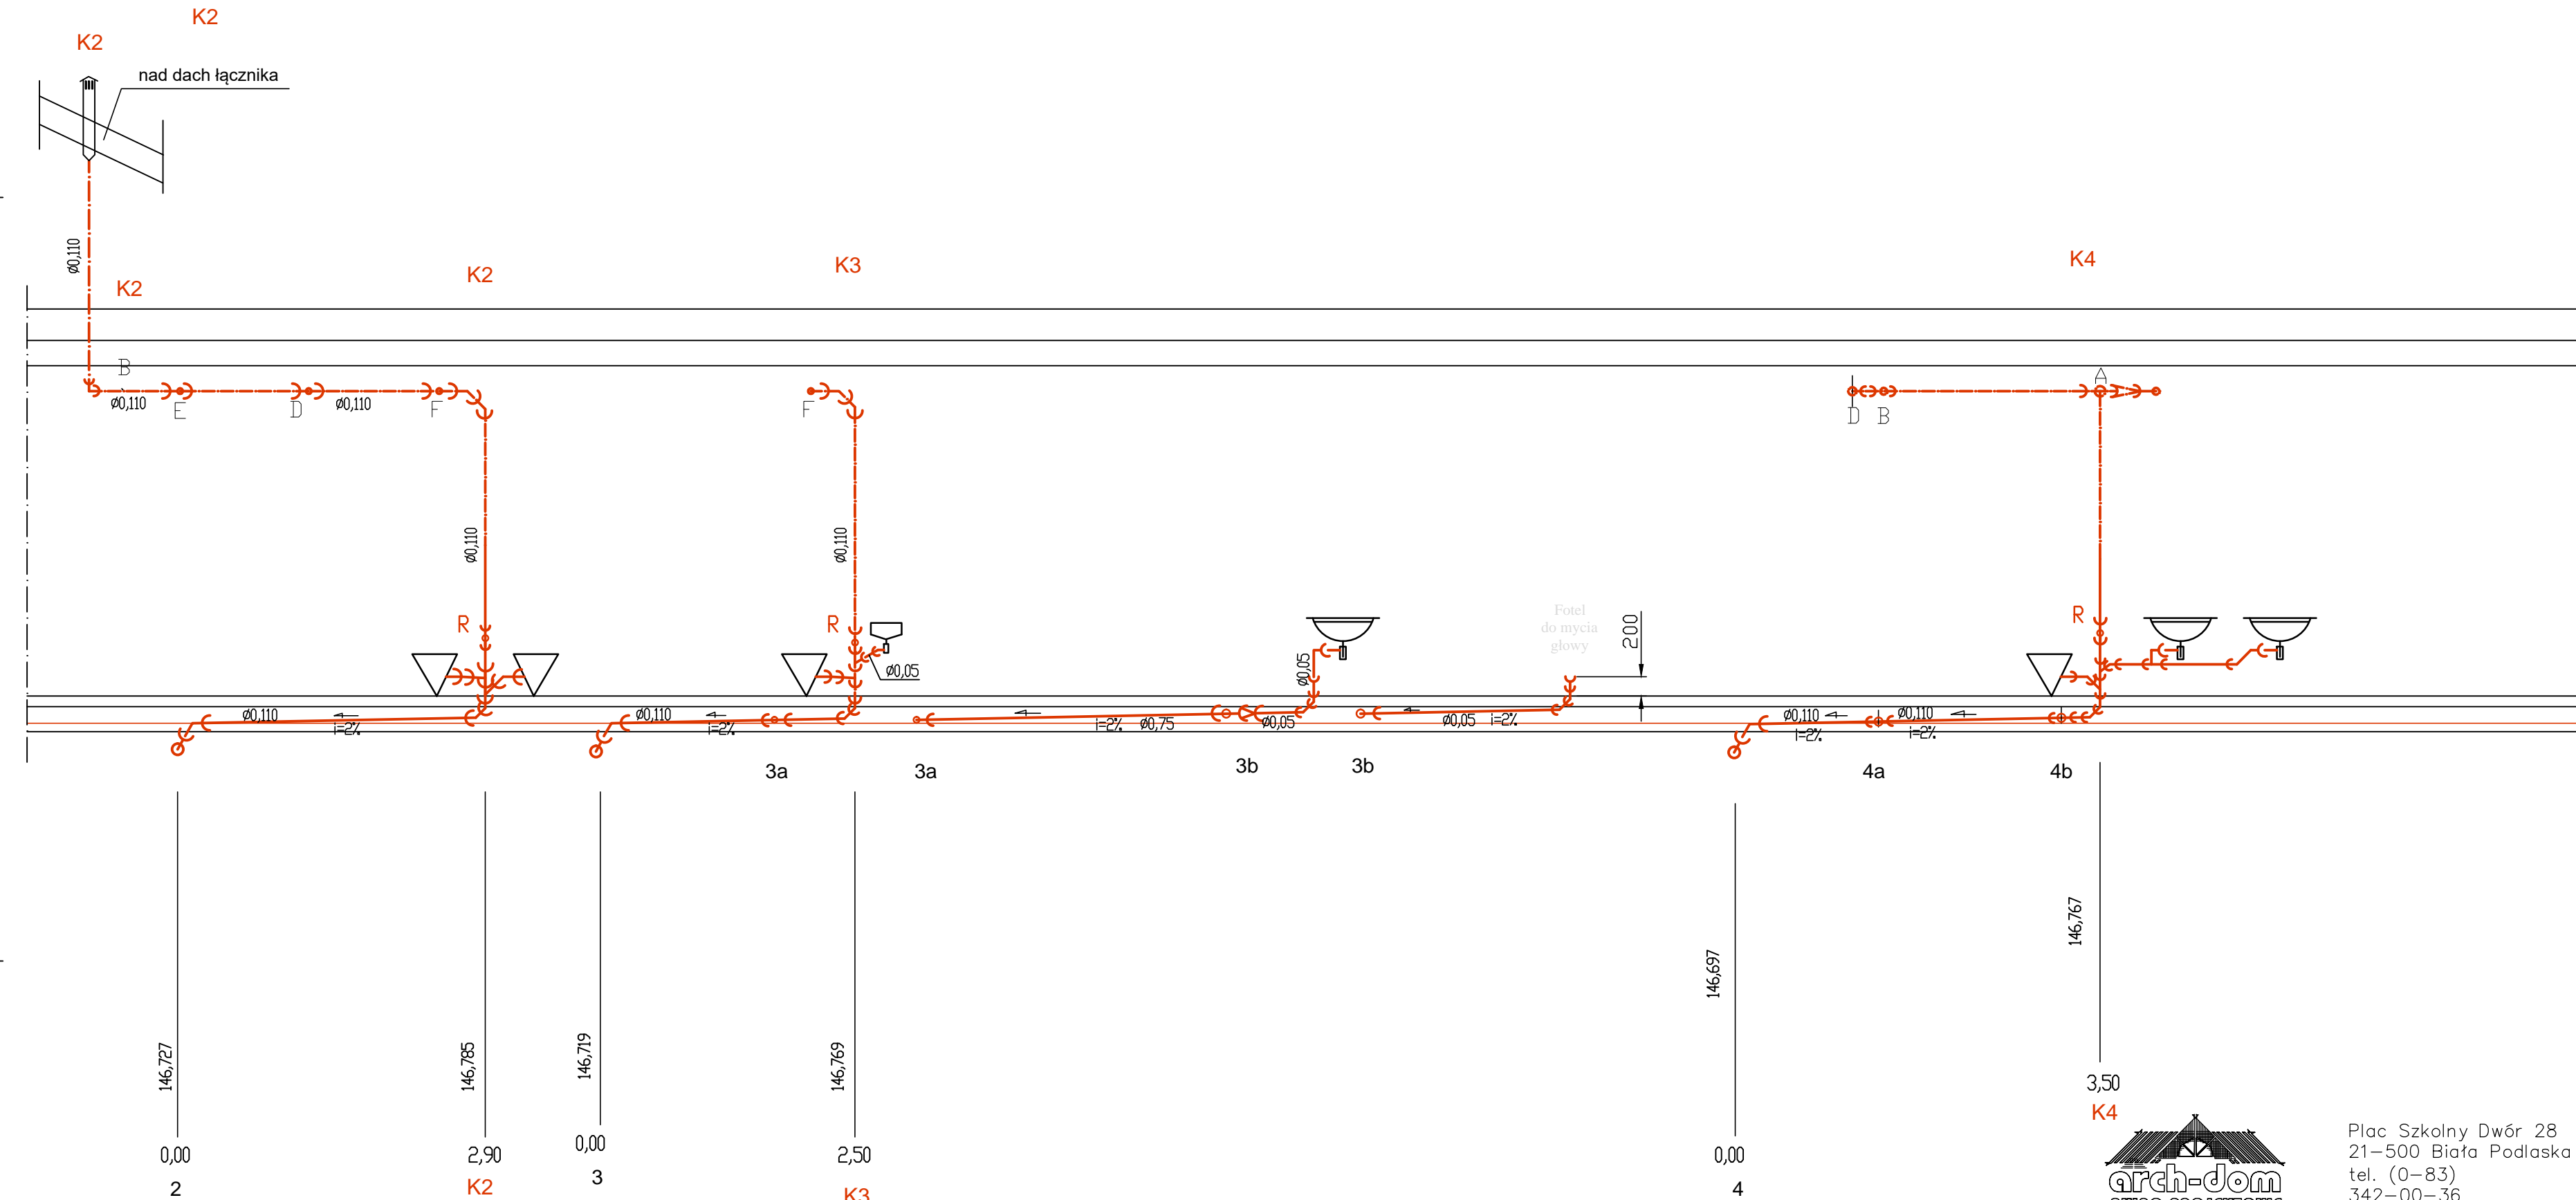 K2
K2
nad dach łącznika
ø0,110
K2
K2
K3
K4
B
ø0,110
E
D
ø0,110
F
F
A
D
B
ø0,110
ø0,110
R
R
R
ø0,05
ø0,05
Fotel
do mycia
głowy
200
ø0,110
i=2%
ø0,110
i=2%
i=2%
ø0,75
ø0,05
ø0,05
i=2%
ø0,110
i=2%
ø0,110
i=2%
3a
3a
3b
3b
4a
4b
146,727
146,785
146,719
146,769
146,697
146,767
0,00
2,90
0,00
2,50
0,00
3,50
2
K2
3
K3
4
K4
arch-dom
Plac Szkolny Dwór 28
21-500 Biała Podlaska
tel. (0-83)
342-00-36